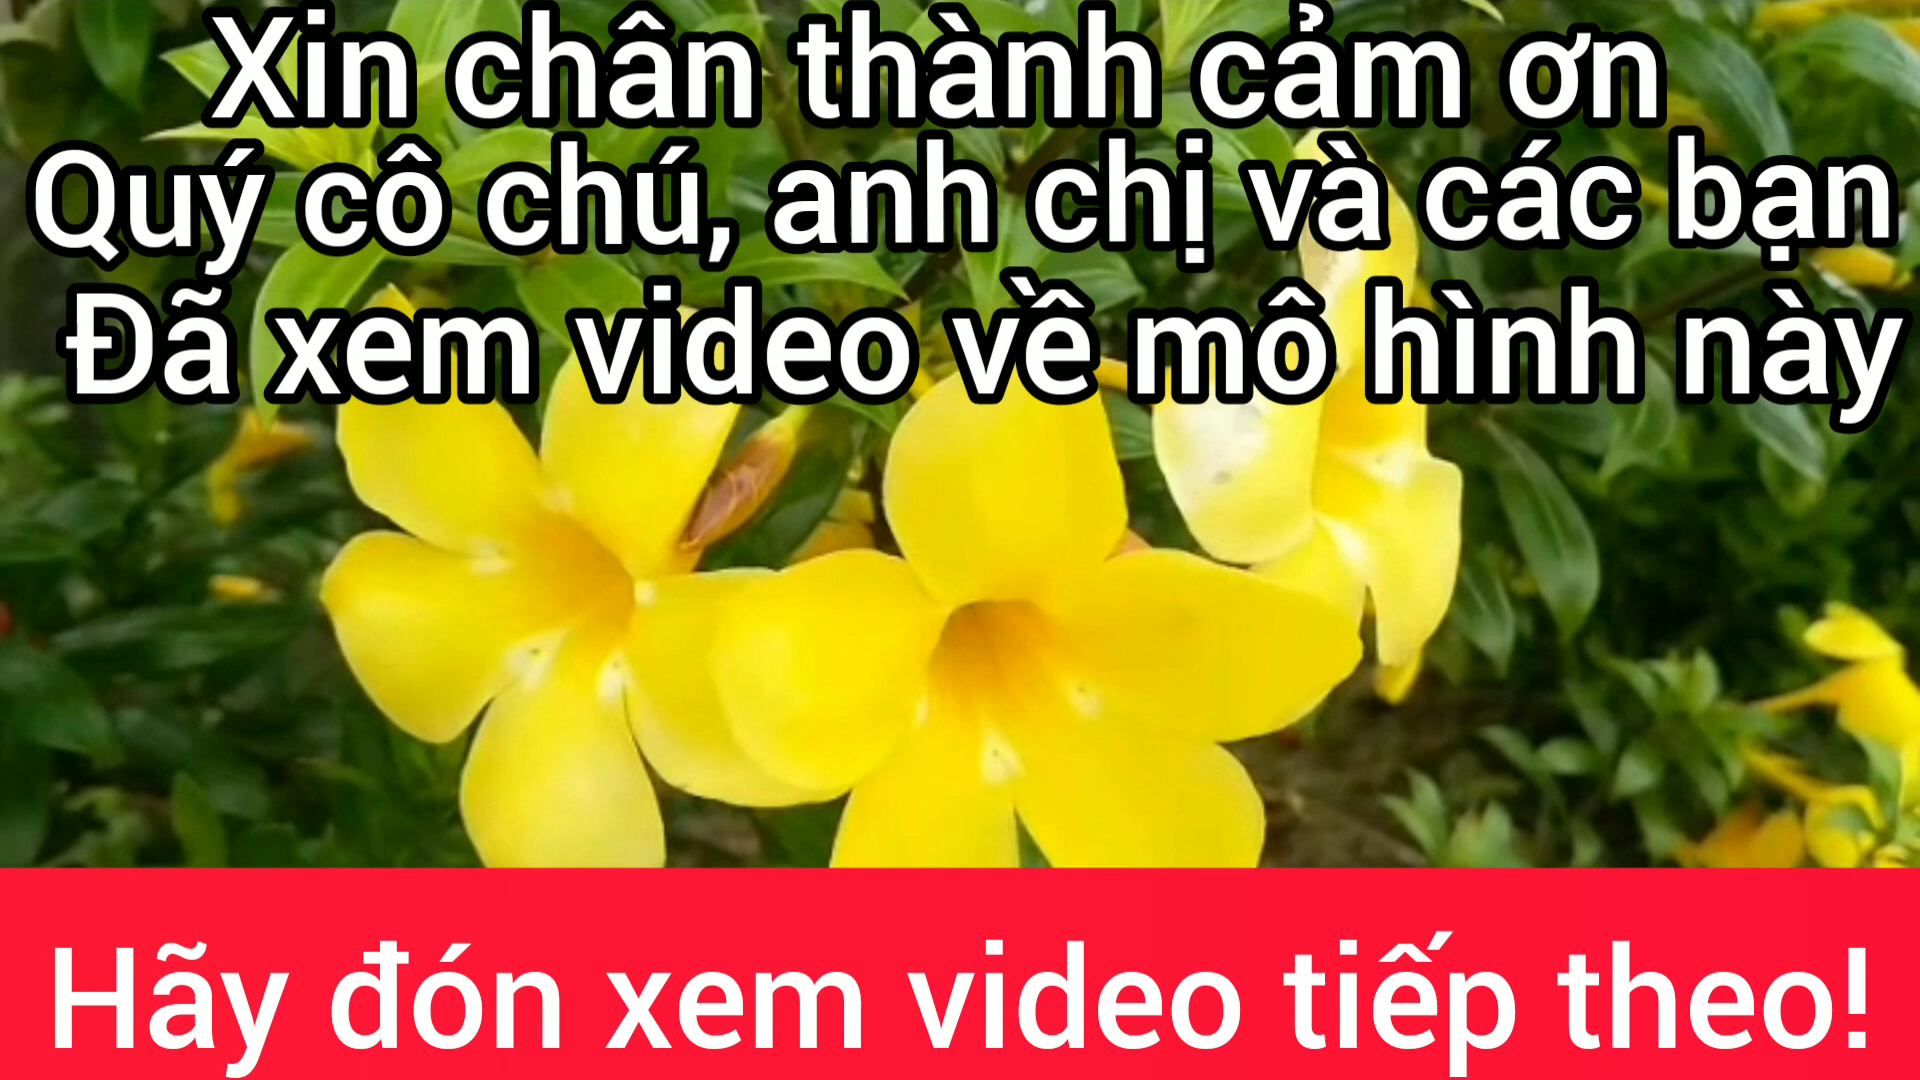 Xin chân thành cảm ơn
Quý cô chú, anh chị và các bạn
Đã xem video về mô hình này
Hãy đón xem video tiếp theo!